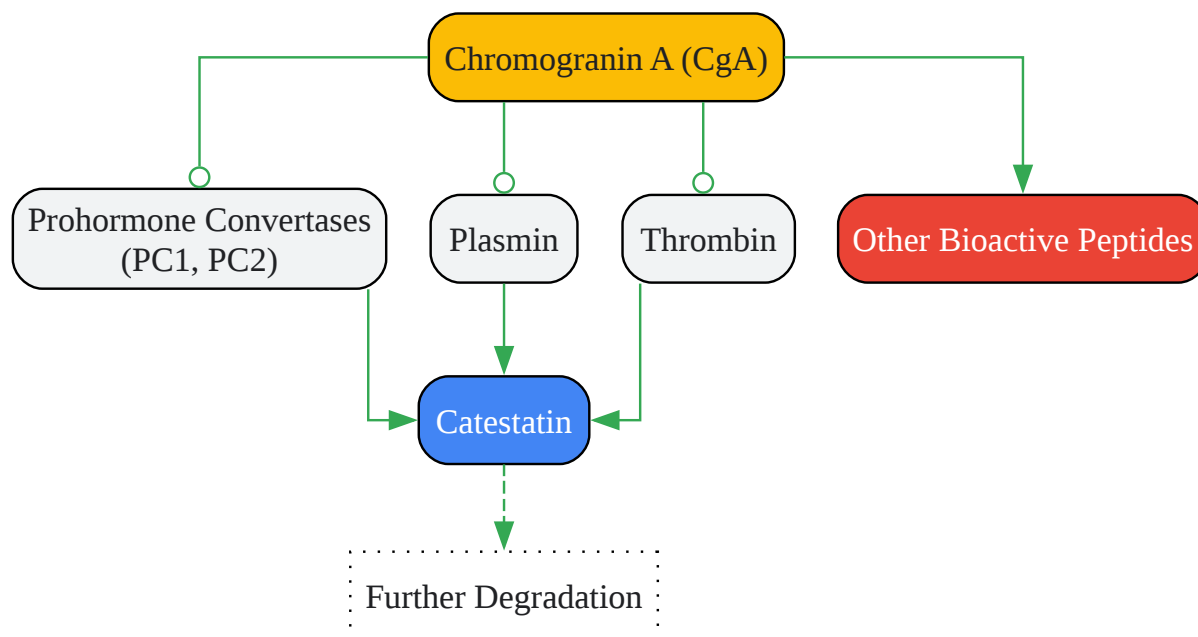 Chromogranin A (CgA)
Prohormone Convertases
(PC1, PC2)
Plasmin
Thrombin
Other Bioactive Peptides
Catestatin
Further Degradation